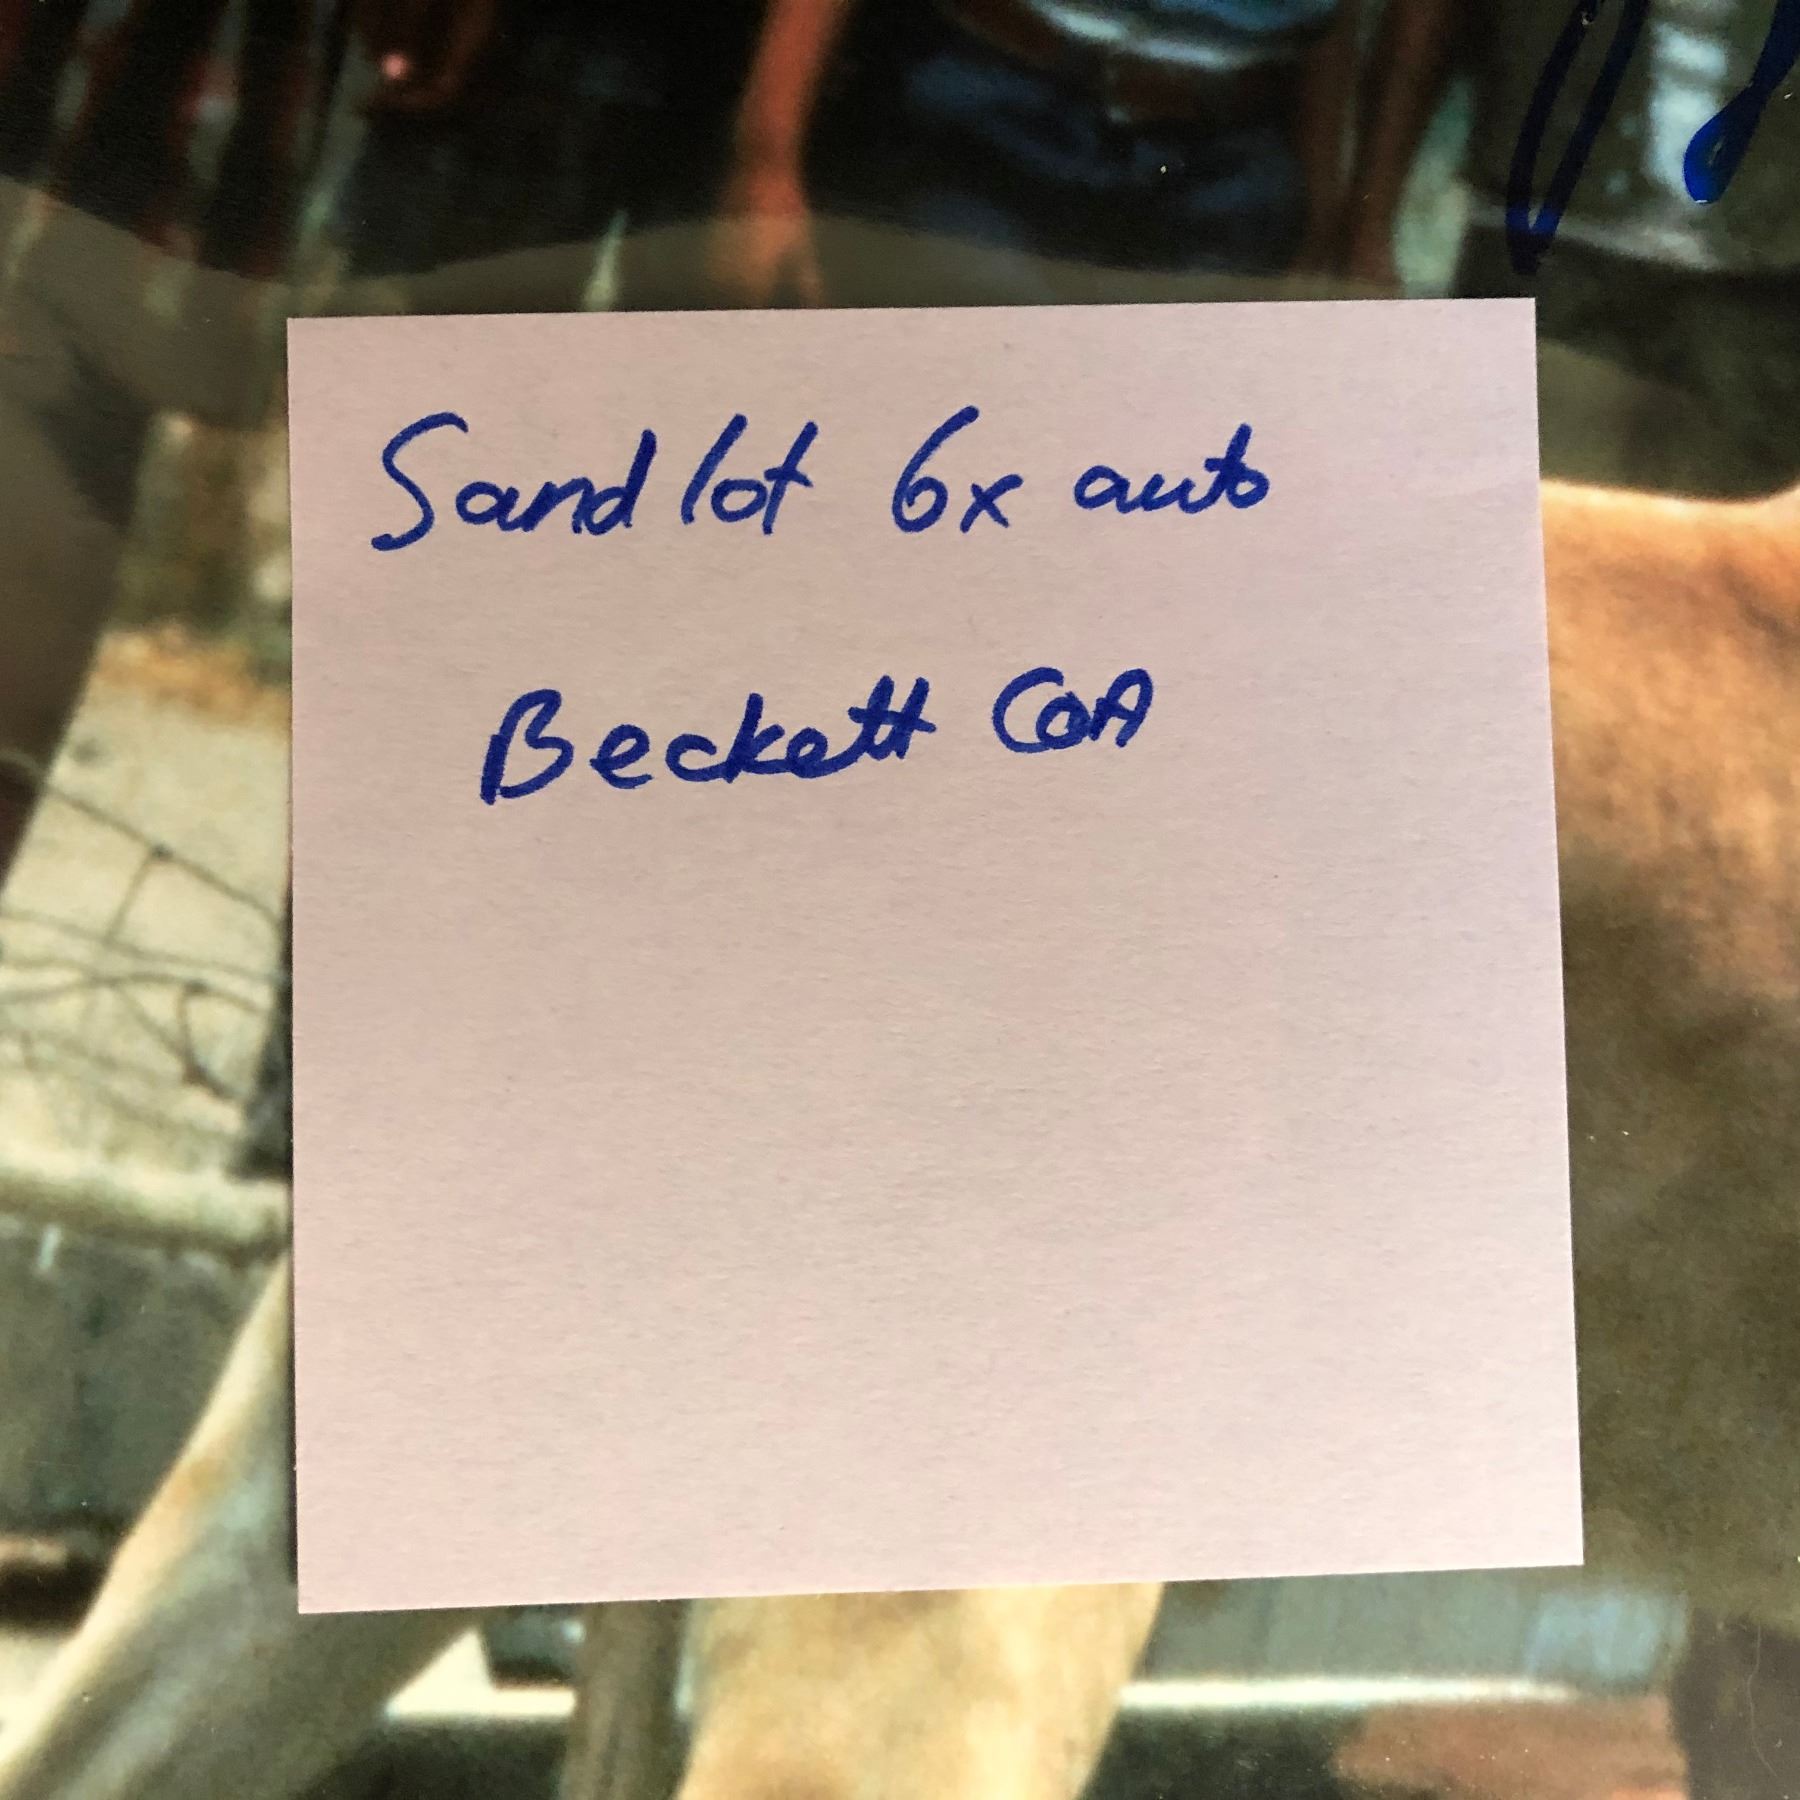 Sandlot 6x auto
Beckett COA